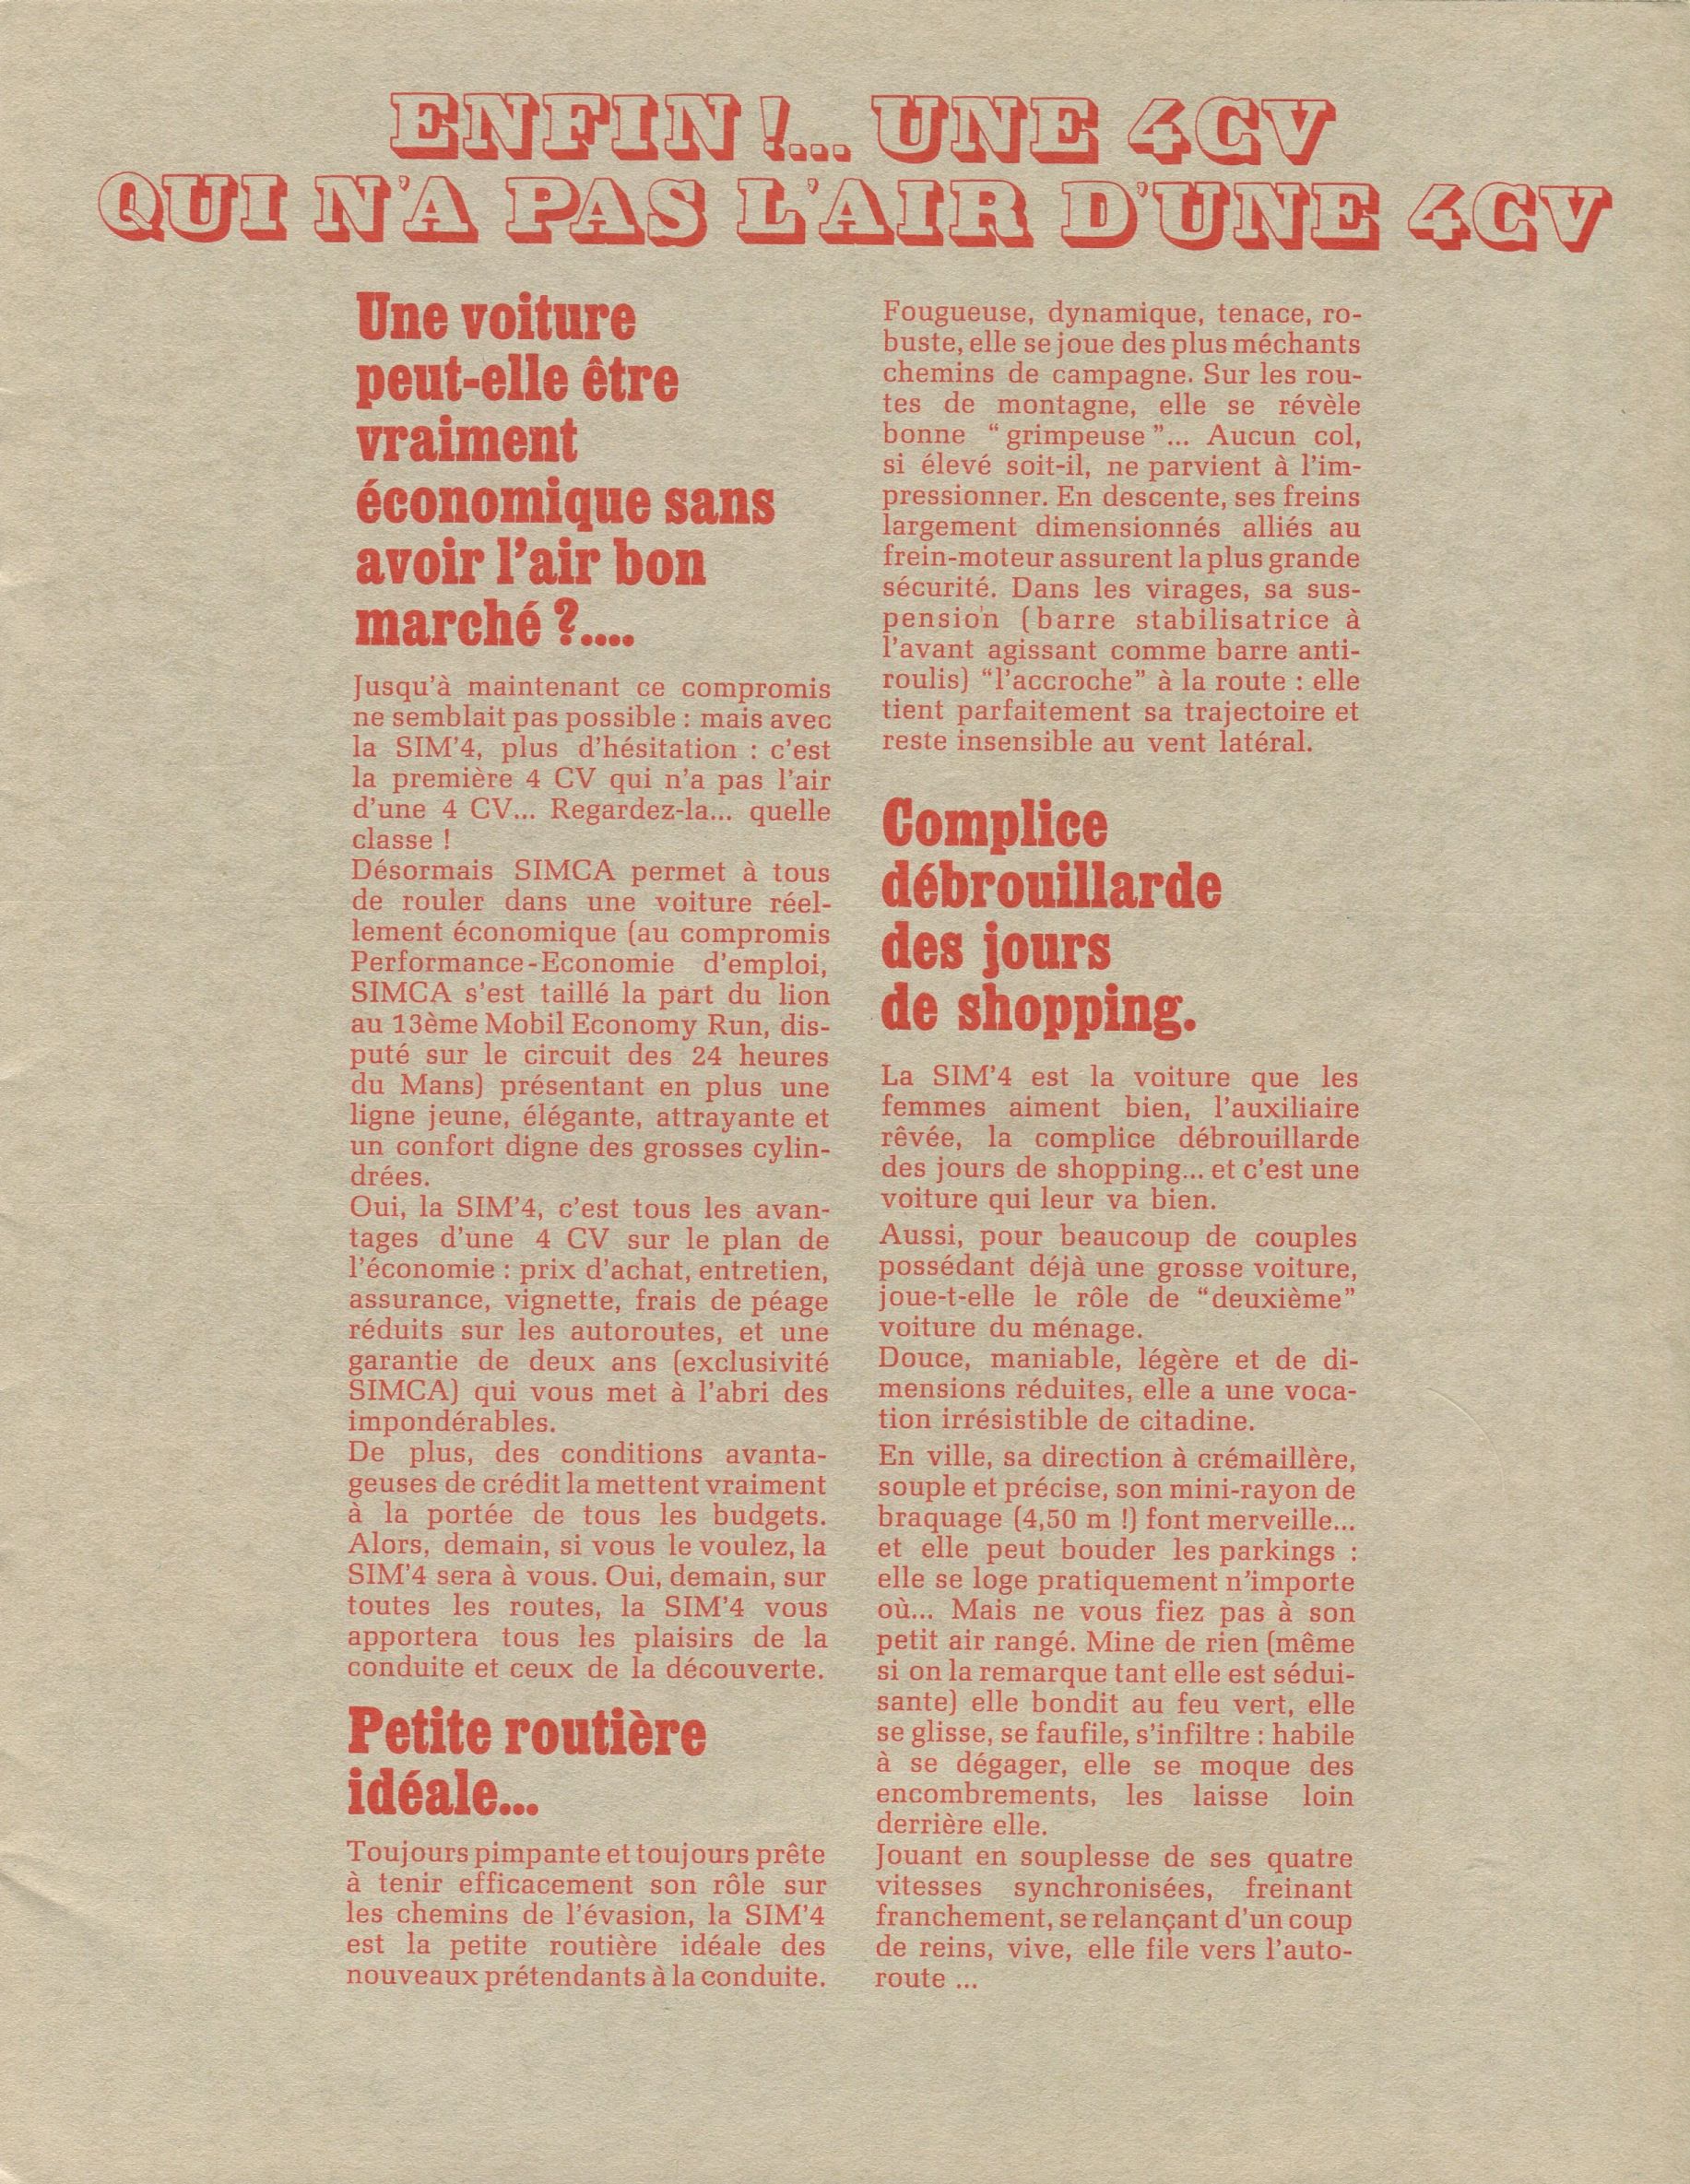 ENFIN !... UNE 4CV
QUI N'A PAS L'AIR D'UNE 4CV
Une voiture
peut-elle être
vraiment
économique sans
avoir l'air bon
marché ?....
Jusqu'à maintenant ce compromis
ne semblait pas possible : mais avec
la SIM'4, plus d'hésitation : c'est
la première 4 CV qui n'a pas l'air
d'une 4 CV... Regardez-la... quelle
classe !
Désormais SIMCA permet à tous
de rouler dans une voiture réel-
lement économique (au compromis
Performance-Economie d'emploi,
SIMCA s'est taillé la part du lion
au 13ème Mobil Economy Run, dis-
puté sur le circuit des 24 heures
du Mans) présentant en plus une
ligne jeune, élégante, attrayante et
un confort digne des grosses cylin-
drées.
Oui, la SIM'4, c'est tous les avan-
tages d'une 4 CV sur le plan de
l'économie : prix d'achat, entretien,
assurance, vignette, frais de péage
réduits sur les autoroutes, et une
garantie de deux ans (exclusivité
SIMCA) qui vous met à l'abri des
impondérables.
De plus, des conditions avanta-
geuses de crédit la mettent vraiment
à la portée de tous les budgets.
Alors, demain, si vous le voulez, la
SIM'4 sera à vous. Oui, demain, sur
toutes les routes, la SIM'4 vous
apportera tous les plaisirs de la
conduite et ceux de la découverte.
Petite routière
idéale...
Toujours pimpante et toujours prête
à tenir efficacement son rôle sur
les chemins de l'évasion, la SIM'4
est la petite routière idéale des
nouveaux prétendants à la conduite.
Fougueuse, dynamique, tenace, ro-
buste, elle se joue des plus méchants
chemins de campagne. Sur les rou-
tes de montagne, elle se révèle
bonne "grimpeuse"... Aucun col,
si élevé soit-il, ne parvient à l'im-
pressionner. En descente, ses freins
largement dimensionnés alliés au
frein-moteur assurent la plus grande
sécurité. Dans les virages, sa sus-
pension (barre stabilisatrice à
l'avant agissant comme barre anti-
roulis) "l'accroche" à la route : elle
tient parfaitement sa trajectoire et
reste insensible au vent latéral.
Complice
débrouillarde
des jours
de shopping.
La SIM'4 est la voiture que les
femmes aiment bien, l'auxiliaire
rêvée, la complice débrouillarde
des jours de shopping... et c'est une
voiture qui leur va bien.
Aussi, pour beaucoup de couples
possédant déjà une grosse voiture,
joue-t-elle le rôle de "deuxième"
voiture du ménage.
Douce, maniable, légère et de di-
mensions réduites, elle a une voca-
tion irrésistible de citadine.
En ville, sa direction à crémaillère,
souple et précise, son mini-rayon de
braquage (4,50 m !) font merveille...
et elle peut bouder les parkings :
elle se loge pratiquement n'importe
où... Mais ne vous fiez pas à son
petit air rangé. Mine de rien (même
si on la remarque tant elle est sédui-
sante) elle bondit au feu vert, elle
se glisse, se faufile, s'infiltre : habile
à se dégager, elle se moque des
encombrements, les laisse loin
derrière elle.
Jouant en souplesse de ses quatre
vitesses synchronisées, freinant
franchement, se relançant d'un coup
de reins, vive, elle file vers l'auto-
route ...